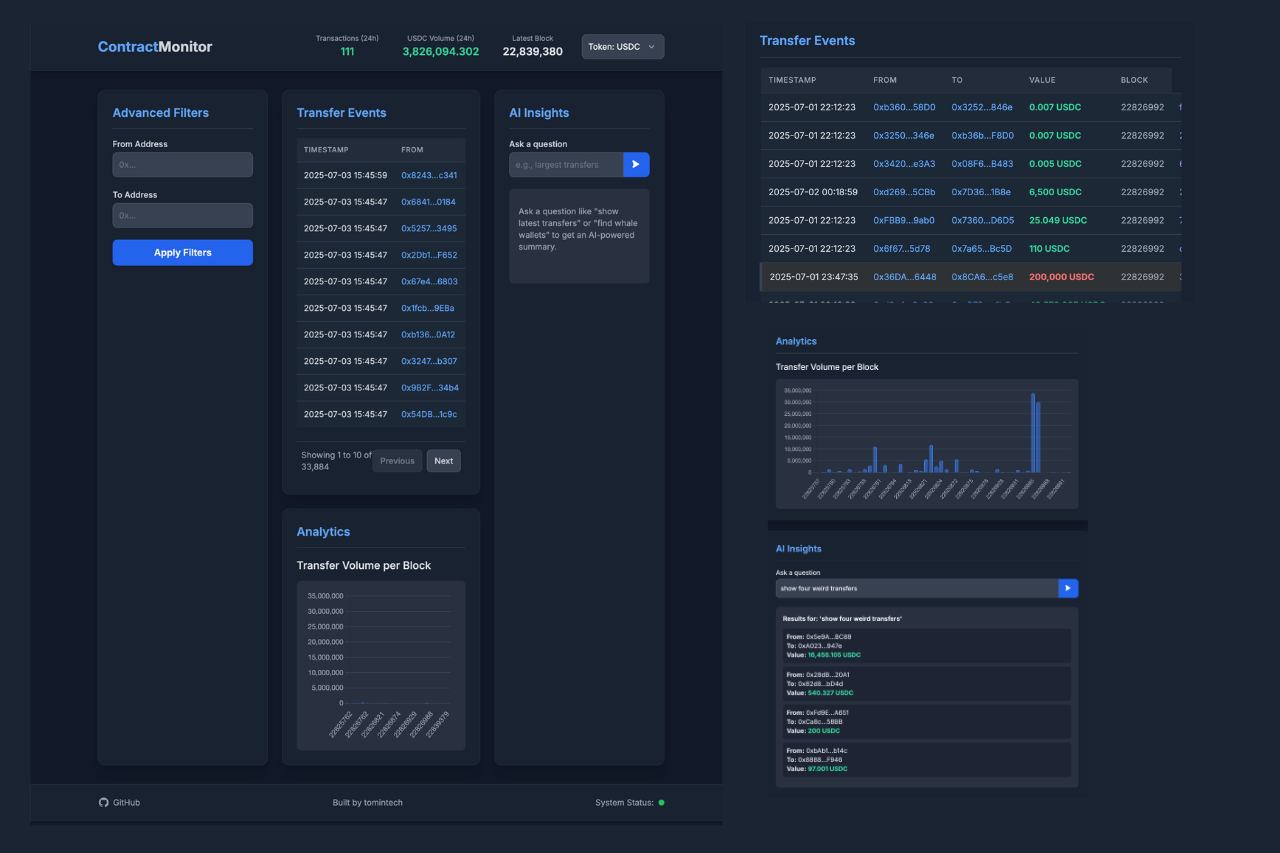 ContractMonitor
Transactions (24h)
111
USDC Volume (24h)
3,826,094.302
Latest Block
22,839,380
Token: USDC
Advanced Filters
From Address
0x...
To Address
0x...
Apply Filters
Transfer Events
TIMESTAMP FROM
2025-07-03 15:45:59 0x8243...c341
2025-07-03 15:45:47 0x6841...0184
2025-07-03 15:45:47 0x5257...3495
2025-07-03 15:45:47 0x2Db1...F652
2025-07-03 15:45:47 0x67e4...6803
2025-07-03 15:45:47 0x1fcb...9EBa
2025-07-03 15:45:47 0xb136...0A12
2025-07-03 15:45:47 0x3247...b307
2025-07-03 15:45:47 0x9B2F...34b4
2025-07-03 15:45:47 0x54DB...1c9c
Showing 1 to 10 of
33,884
Previous
Next
Analytics
Transfer Volume per Block
35,000,000
30,000,000
25,000,000
20,000,000
15,000,000
10,000,000
5,000,000
0
22825762
22826762
22826821
22826874
22826929
22826988
22839379
AI Insights
Ask a question
e.g., largest transfers
Ask a question like "show
latest transfers" or "find whale
wallets" to get an AI-powered
summary.
GitHub
Built by tomintech
System Status:
Transfer Events
TIMESTAMP FROM TO VALUE BLOCK
2025-07-01 22:12:23 0xb360...58D0 0x3252...846e 0.007 USDC 22826992
2025-07-01 22:12:23 0x3250...346e 0xb36b...F8D0 0.007 USDC 22826992
2025-07-01 22:12:23 0x3420...e3A3 0x08F6...B483 0.005 USDC 22826992
2025-07-02 00:18:59 0xd269...5CBb 0x7D36...1B8e 6,500 USDC 22826992
2025-07-01 22:12:23 0xFBB9...9ab0 0x7360...D6D5 25.049 USDC 22826992
2025-07-01 22:12:23 0x6f67...5d78 0x7a65...Bc5D 110 USDC 22826992
2025-07-01 23:47:35 0x36DA...6448 0x8CA6...c5e8 200,000 USDC 22826992
Analytics
Transfer Volume per Block
35,000,000
30,000,000
25,000,000
20,000,000
15,000,000
10,000,000
5,000,000
0
AI Insights
Ask a question
show four weird transfers
Results for: 'show four weird transfers'
From: 0x5e9A...BC8B
To: 0xA023...947e
Value: 16,456.105 USDC
From: 0x28dB...20A1
To: 0x82d8...bD4d
Value: 540.327 USDC
From: 0xFd9E...A651
To: 0xCa8c...5BBB
Value: 200 USDC
From: 0xbAb1...b14c
To: 0x8888...F946
Value: 97.001 USDC